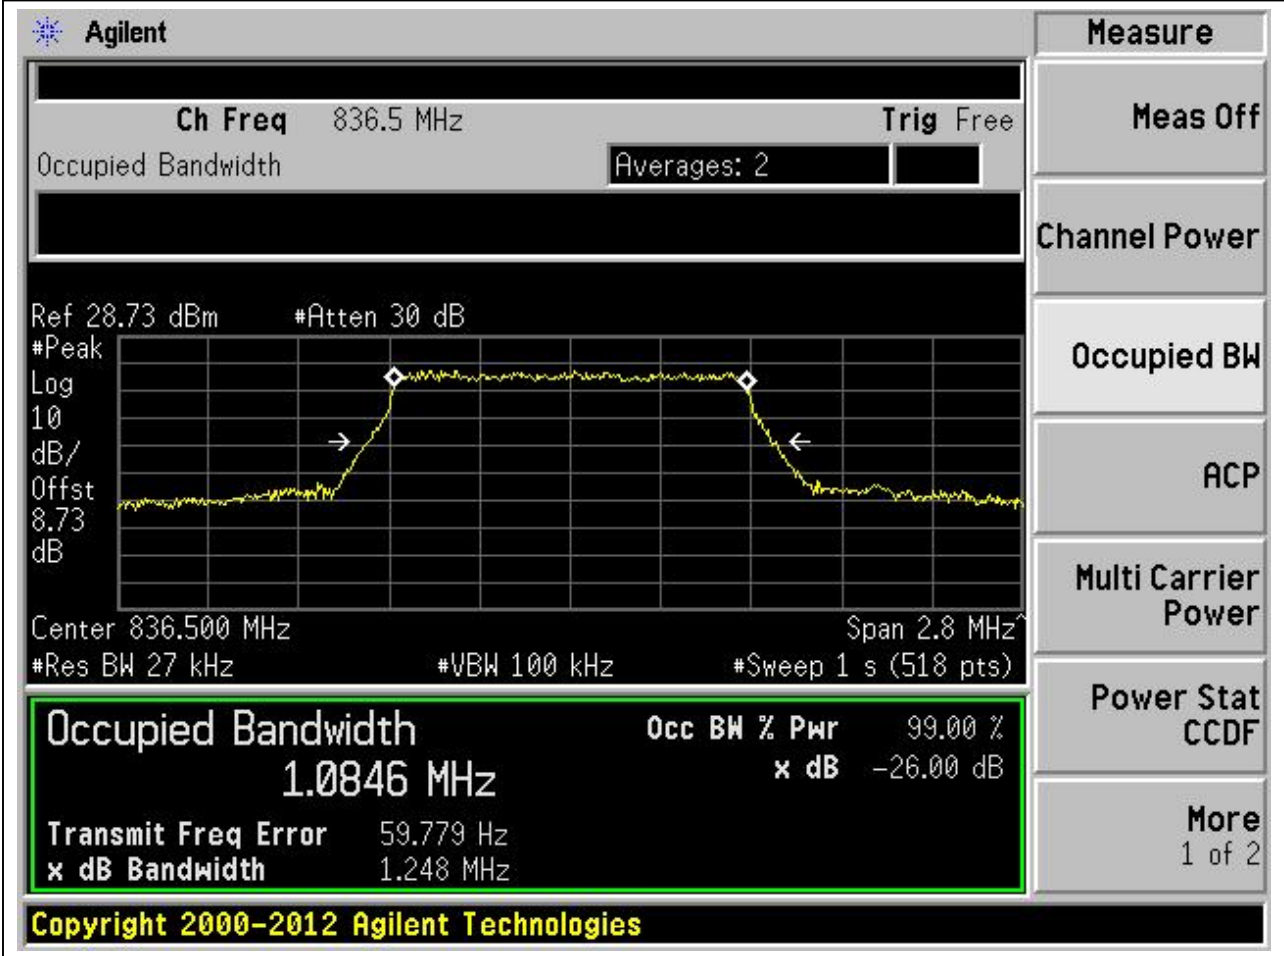 Agilent
Measure
Ch Freq 836.5 MHz Trig Free
Occupied Bandwidth Averages: 2
Meas Off
Channel Power
Occupied BW
ACP
Multi Carrier
Power
Power Stat
CCDF
More
1 of 2
Ref 28.73 dBm #Atten 30 dB
#Peak
Log
10
dB/
Offst
8.73
dB
Center 836.500 MHz Span 2.8 MHz^
#Res BW 27 kHz #VBW 100 kHz #Sweep 1 s (518 pts)
Occupied Bandwidth
1.0846 MHz
Occ BW % Pwr 99.00 %
x dB -26.00 dB
Transmit Freq Error 59.779 Hz
x dB Bandwidth 1.248 MHz
Copyright 2000-2012 Agilent Technologies